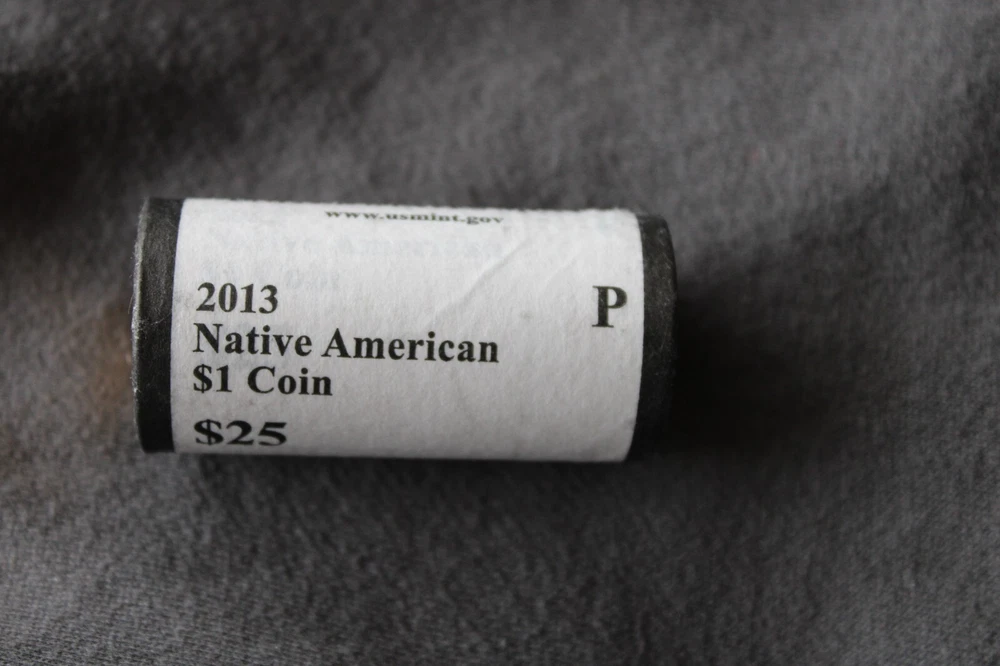 www.usmint.gov
2013
P
Native American
$1 Coin
$25